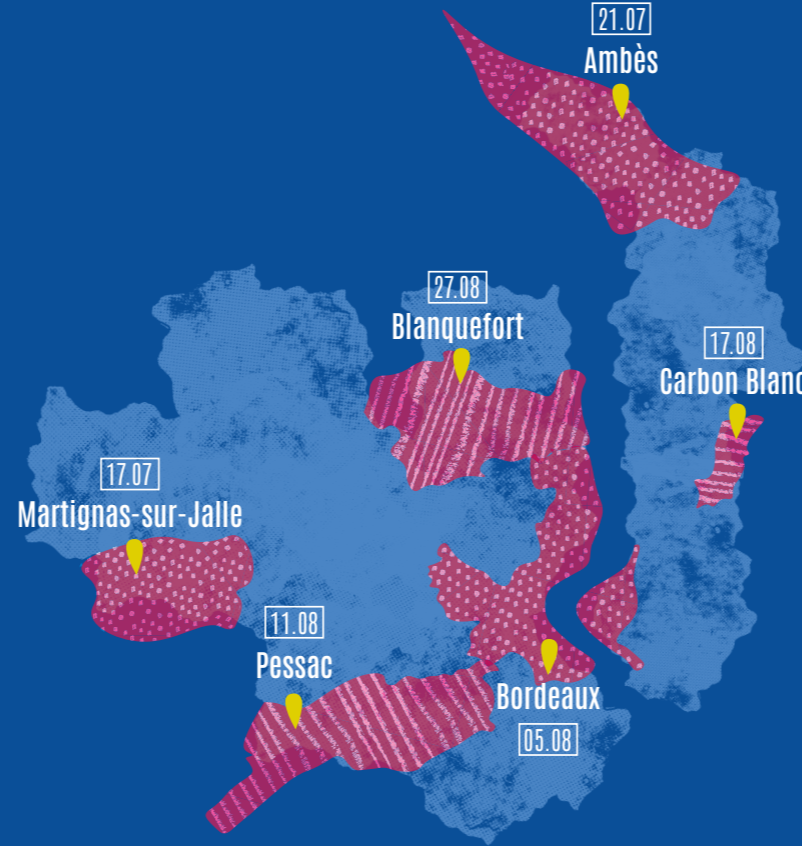 21.07
Ambès
27.08
Blanquefort
17.08
Carbon Blanc
17.07
Martignas-sur-Jalle
11.08
Pessac
Bordeaux
05.08